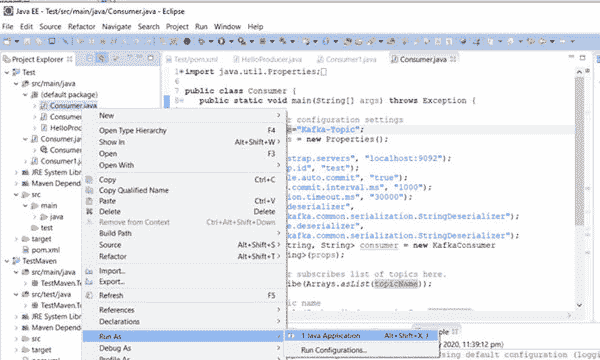 Java EE - Test/src/main/java/Consumer.java - Eclipse
File Edit Source Refactor Navigate Search Project Run Window Help
Project Explorer
Test
src/main/java
(default package)
Consumer.java
Consume
HelloProd
Consumer.ja
Consume
Consumer1.j
JRE System Libr
Maven Depend
src
main
java
test
target
pom.xml
TestMaven
src/main/java
TestMaven.T
src/test/java
TestMaven.T
JRE System Libr
Maven Depend
src
target
New
Open Type Hierarchy F4
Show In Alt+Shift+W
Open F3
Open With
Copy Ctrl+C
Copy Qualified Name
Paste Ctrl+V
Delete Delete
Remove from Context Ctrl+Alt+Shift+Down
Build Path
Source Alt+Shift+S
Refactor Alt+Shift+T
Import...
Export...
Refresh F5
References
Declarations
Run As
Debug As
Profile As
1 Java Application Alt+Shift+X, J
Run Configurations...
Test/pom.xml HelloProducer.java Consumer1.java Consumer.java
1 import java.util.Properties;
public class Consumer {
public static void main(String[] args) throws Exception {
r configuration settings
="Kafka-Topic";
s = new Properties();
strap.servers", "localhost:9092");
p.id", "test");
le.auto.commit", "true");
.commit.interval.ms", "1000");
ion.timeout.ms", "30000");
deserializer",
kafka.common.serialization.StringDeserializer");
e.deserializer",
kafka.common.serialization.StringDeserializer");
tring, String> consumer = new KafkaConsumer
ing>(props);
r subscribes list of topics here.
ibe(Arrays.asList(topicName));
ic name
, 2020, 11:39:12 PM)
sing default configuration (logg